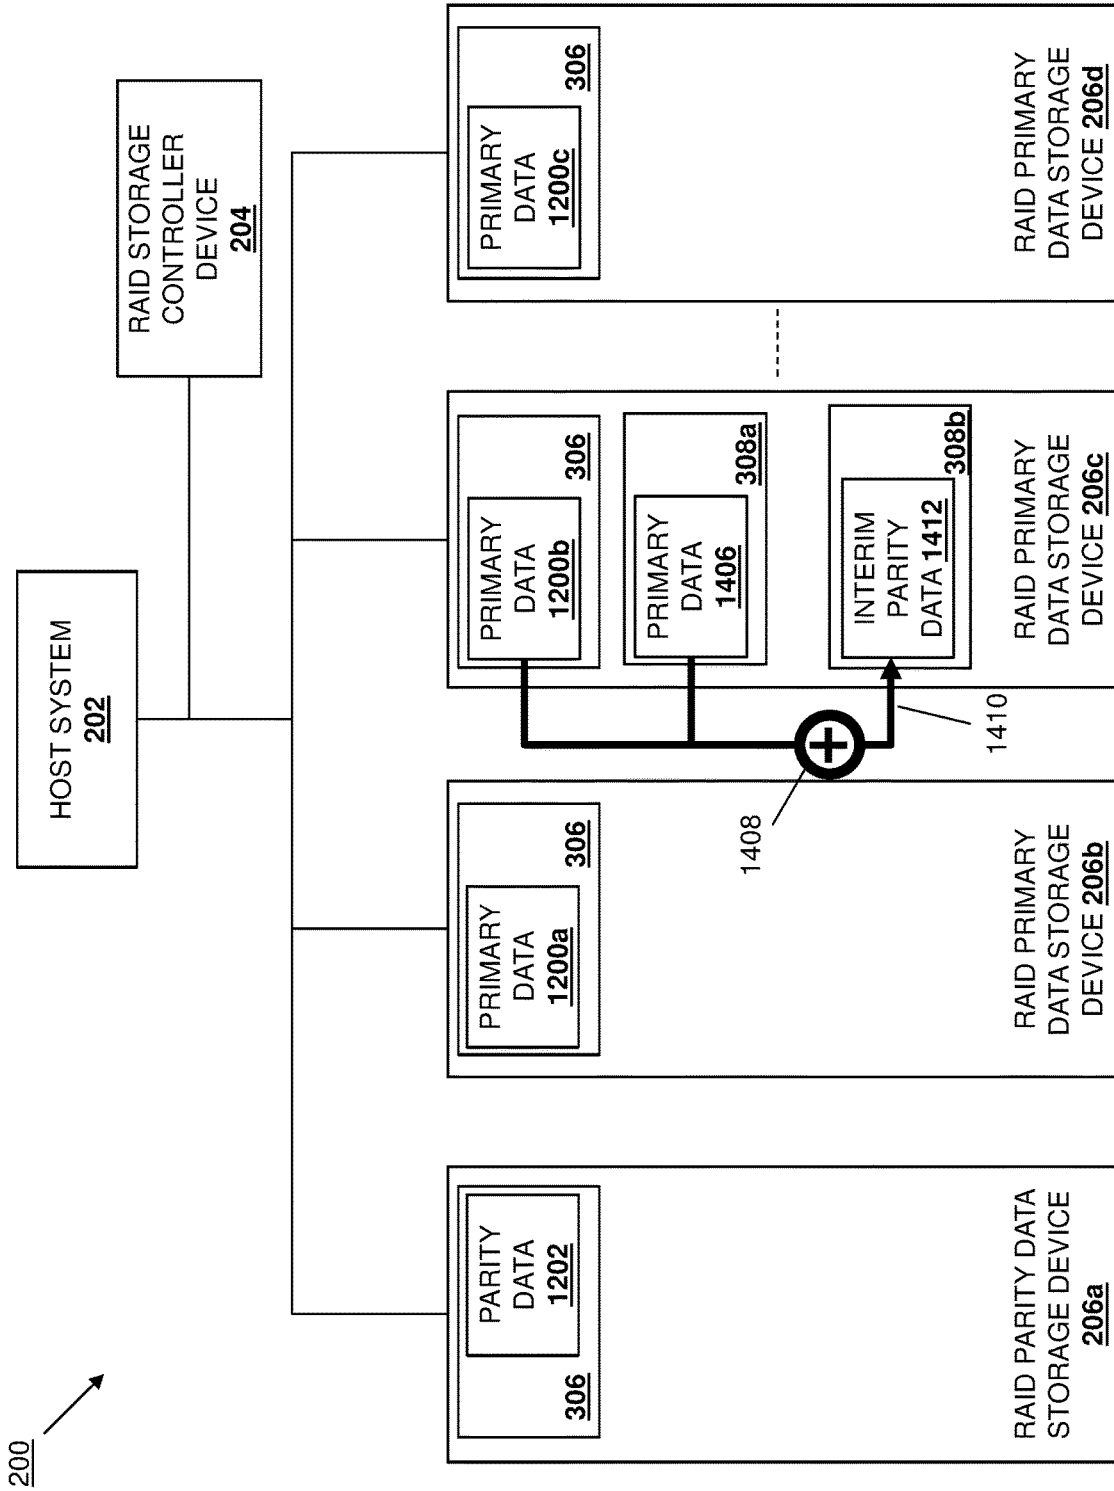 200
HOST SYSTEM
202
RAID STORAGE
CONTROLLER
DEVICE
204
PARITY
DATA
1202
306
RAID PARITY DATA
STORAGE DEVICE
206a
PRIMARY
DATA
1200a
306
RAID PRIMARY
DATA STORAGE
DEVICE 206b
1408
1410
PRIMARY
DATA
1200b
306
PRIMARY
DATA
1406
308a
INTERIM
PARITY
DATA 1412
308b
RAID PRIMARY
DATA STORAGE
DEVICE 206c
PRIMARY
DATA
1200c
306
RAID PRIMARY
DATA STORAGE
DEVICE 206d